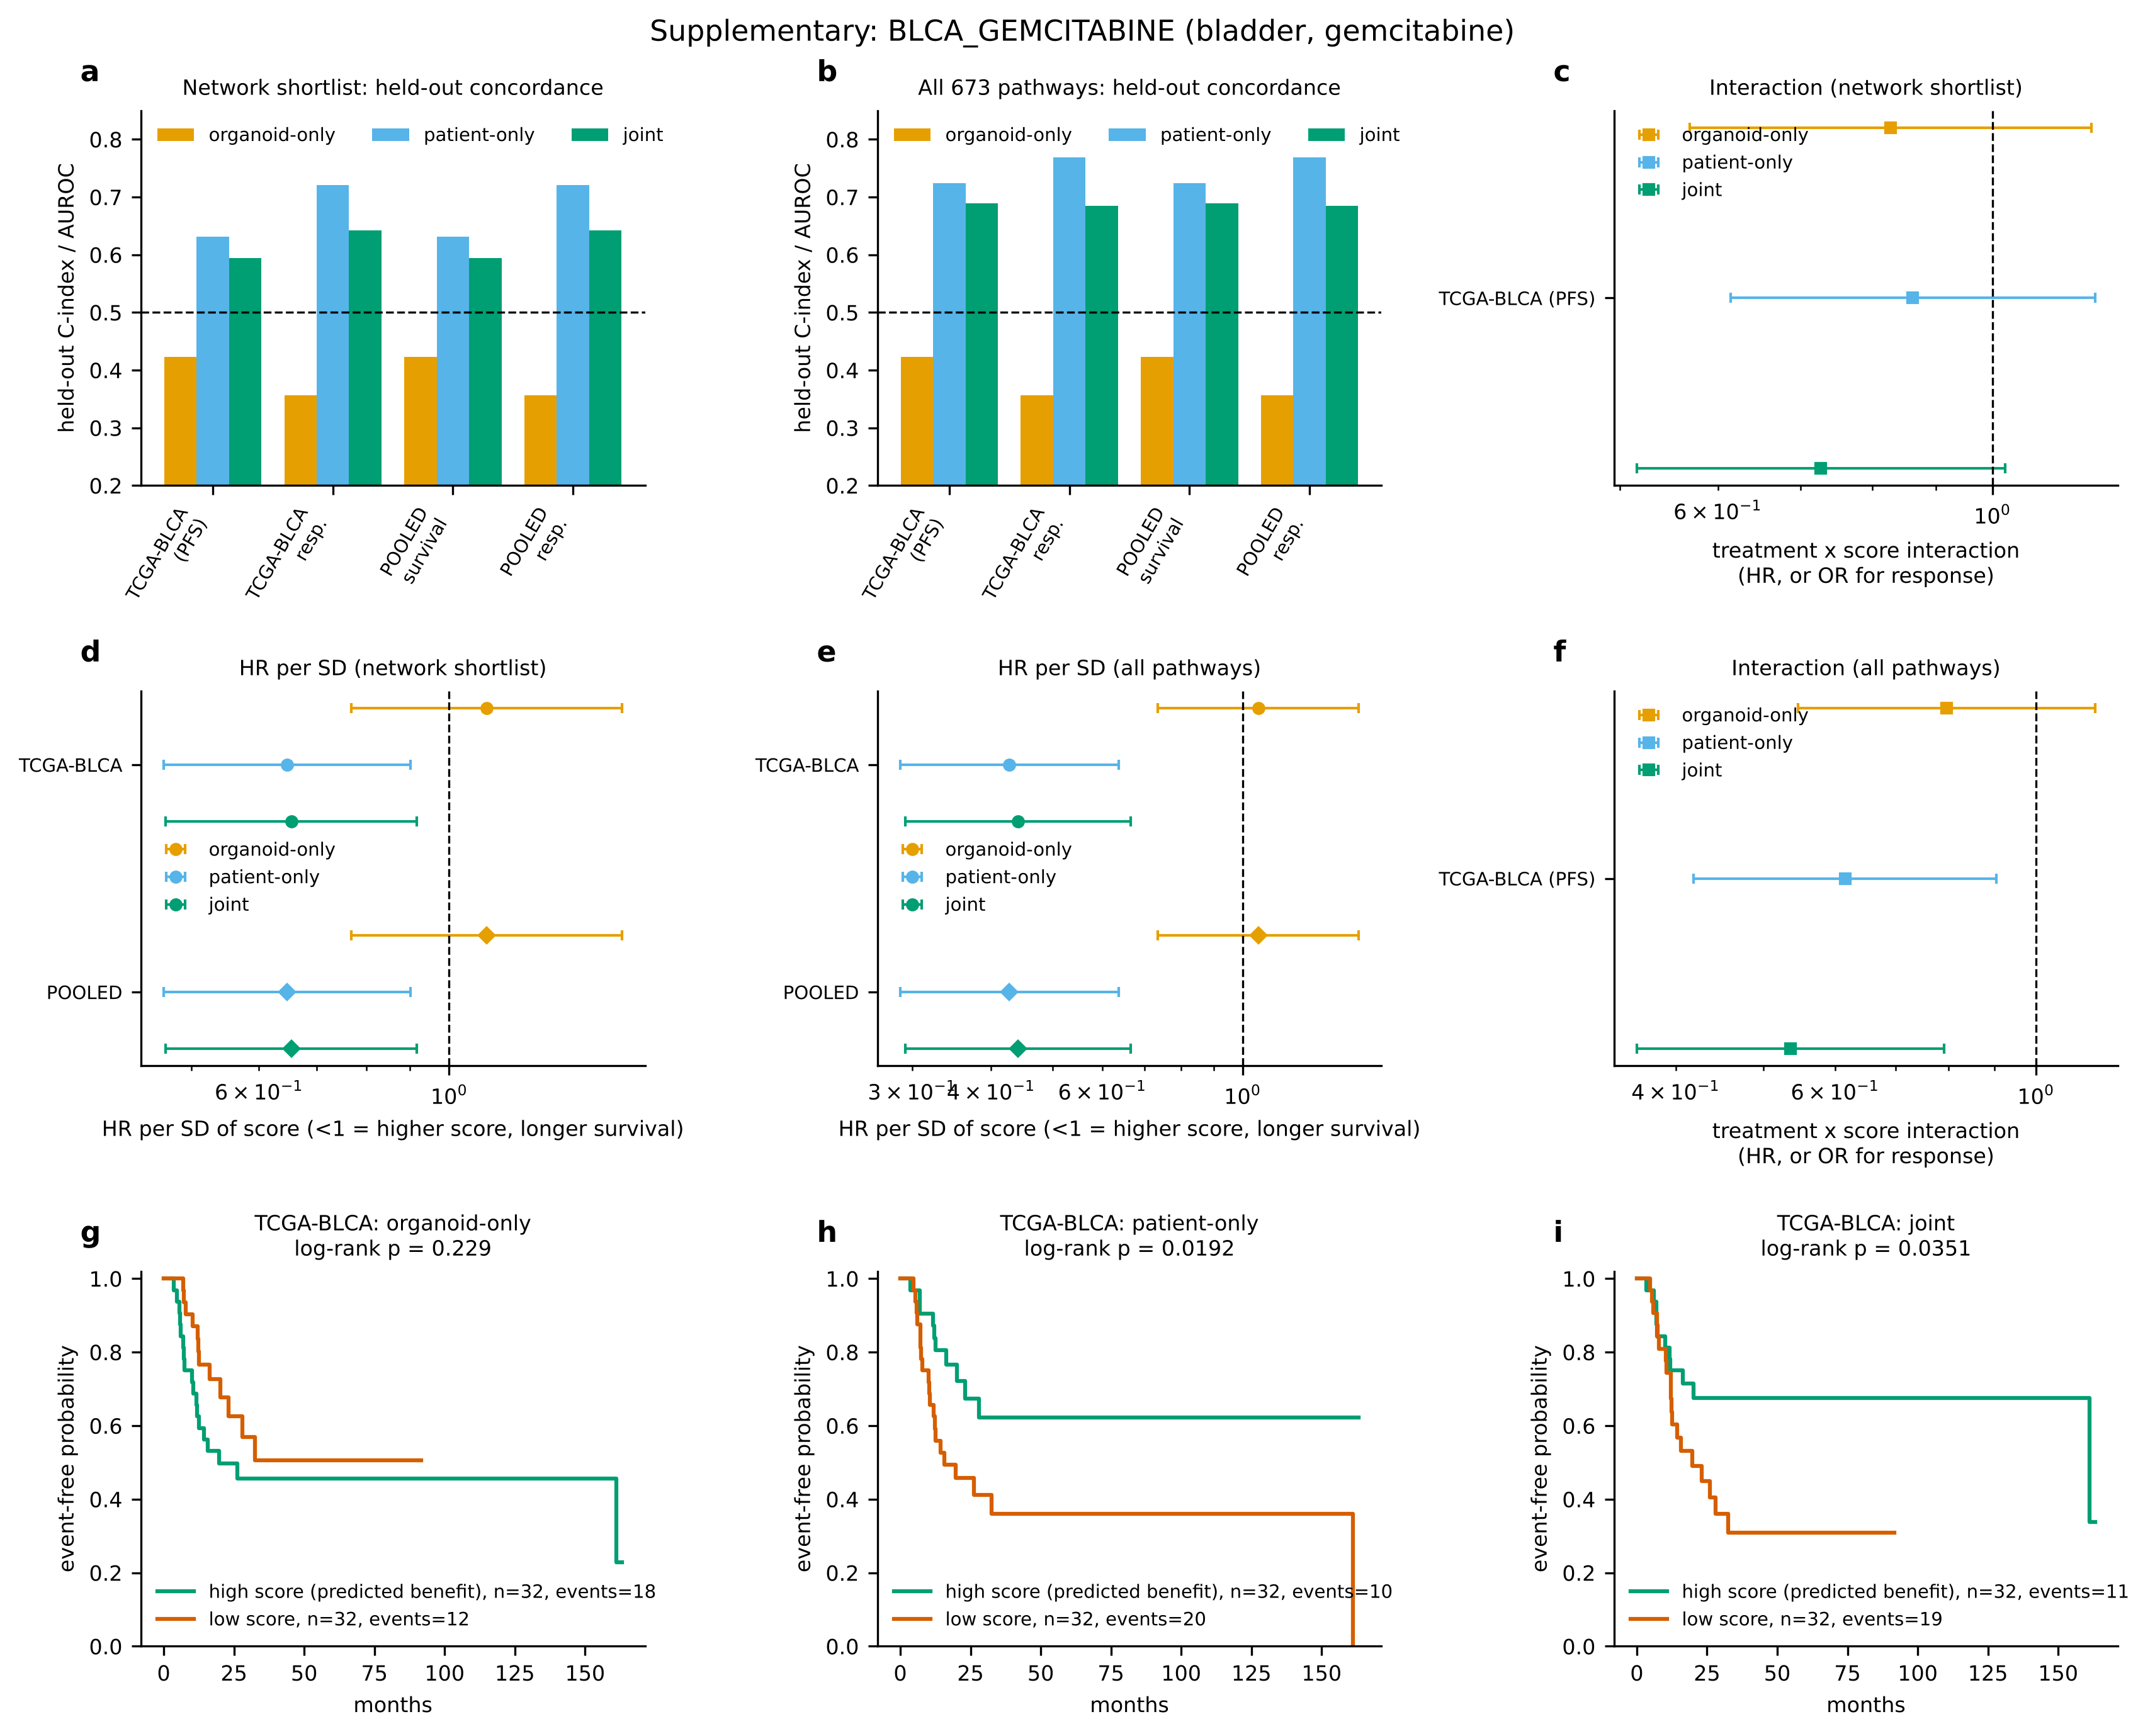 Supplementary: BLCA_GEMCITABINE (bladder, gemcitabine)
a
Network shortlist: held-out concordance
organoid-only
patient-only
joint
held-out C-index / AUROC
0.8
0.7
0.6
0.5
0.4
0.3
0.2
TCGA-BLCA
(PFS)
TCGA-BLCA
resp.
POOLED
survival
POOLED
resp.
b
All 673 pathways: held-out concordance
organoid-only
patient-only
joint
held-out C-index / AUROC
0.8
0.7
0.6
0.5
0.4
0.3
0.2
TCGA-BLCA
(PFS)
TCGA-BLCA
resp.
POOLED
survival
POOLED
resp.
c
Interaction (network shortlist)
organoid-only
patient-only
joint
TCGA-BLCA (PFS)
6 × 10⁻¹
10⁰
treatment x score interaction
(HR, or OR for response)
d
HR per SD (network shortlist)
TCGA-BLCA
organoid-only
patient-only
joint
POOLED
6 × 10⁻¹
10⁰
HR per SD of score (<1 = higher score, longer survival)
e
HR per SD (all pathways)
TCGA-BLCA
organoid-only
patient-only
joint
POOLED
3 × 10⁻¹
4 × 10⁻¹
6 × 10⁻¹
10⁰
HR per SD of score (<1 = higher score, longer survival)
f
Interaction (all pathways)
organoid-only
patient-only
joint
TCGA-BLCA (PFS)
4 × 10⁻¹
6 × 10⁻¹
10⁰
treatment x score interaction
(HR, or OR for response)
g
TCGA-BLCA: organoid-only
log-rank p = 0.229
event-free probability
1.0
0.8
0.6
0.4
0.2
0.0
high score (predicted benefit), n=32, events=18
low score, n=32, events=12
0 25 50 75 100 125 150
months
h
TCGA-BLCA: patient-only
log-rank p = 0.0192
event-free probability
1.0
0.8
0.6
0.4
0.2
0.0
high score (predicted benefit), n=32, events=10
low score, n=32, events=20
0 25 50 75 100 125 150
months
i
TCGA-BLCA: joint
log-rank p = 0.0351
event-free probability
1.0
0.8
0.6
0.4
0.2
0.0
high score (predicted benefit), n=32, events=11
low score, n=32, events=19
0 25 50 75 100 125 150
months